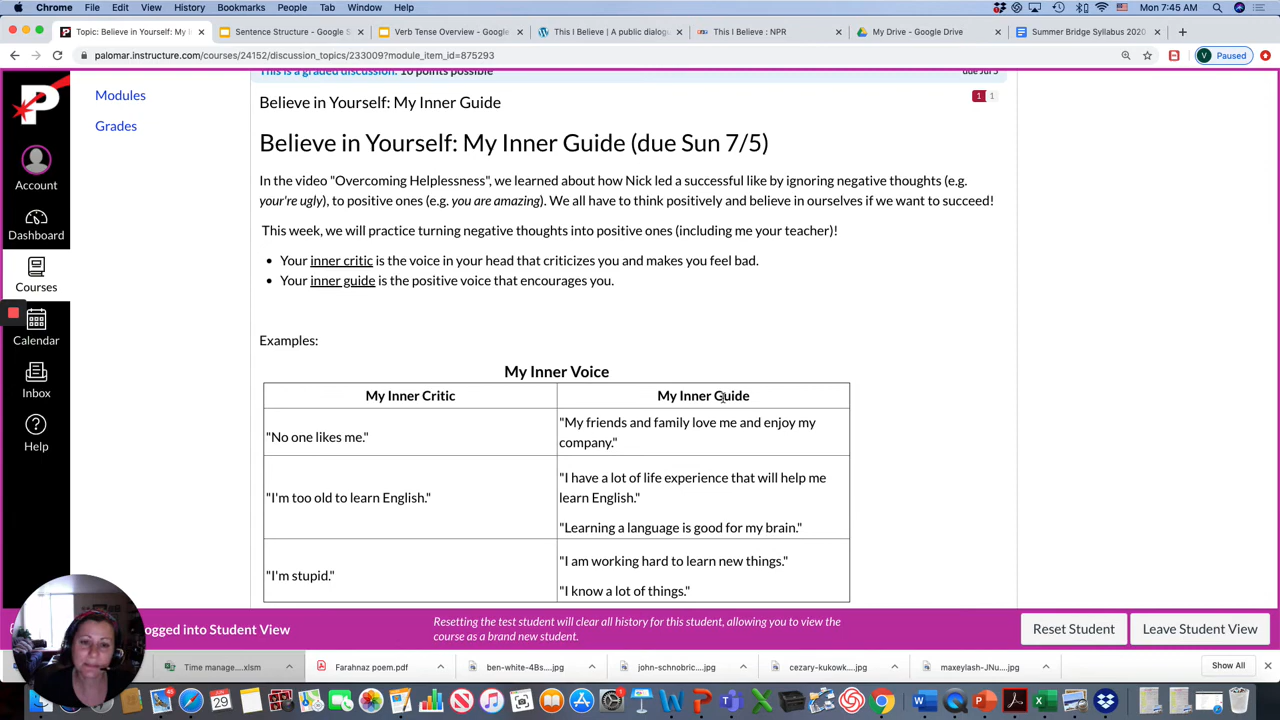 Chrome File Edit View History Bookmarks People Tab Window Help Mon 7:45 AM
Topic: Believe in Yourself: My I Sentence Structure - Google S Verb Tense Overview - Google This I Believe | A public dialog This I Believe : NPR My Drive - Google Drive Summer Bridge Syllabus 2020
palomar.instructure.com/courses/24152/discussion_topics/233009?module_item_id=875293 V Paused
This is a graded discussion: 10 points possible due Jul 5
Modules
Grades
Account
Dashboard
Courses
Calendar
Inbox
Help
Believe in Yourself: My Inner Guide 1 1
Believe in Yourself: My Inner Guide (due Sun 7/5)
In the video "Overcoming Helplessness", we learned about how Nick led a successful like by ignoring negative thoughts (e.g.
your're ugly), to positive ones (e.g. you are amazing). We all have to think positively and believe in ourselves if we want to succeed!
This week, we will practice turning negative thoughts into positive ones (including me your teacher)!
• Your inner critic is the voice in your head that criticizes you and makes you feel bad.
• Your inner guide is the positive voice that encourages you.
Examples:
My Inner Voice
My Inner Critic My Inner Guide
"No one likes me." "My friends and family love me and enjoy my
company."
"I'm too old to learn English." "I have a lot of life experience that will help me
learn English."
"Learning a language is good for my brain."
"I'm stupid." "I am working hard to learn new things."
"I know a lot of things."
ogged into Student View
Resetting the test student will clear all history for this student, allowing you to view the
course as a brand new student.
Reset Student Leave Student View
Time manage....xlsm Farahnaz poem.pdf ben-white-4Bs....jpg john-schnobric....jpg cezary-kukowk....jpg maxeylash-JNu....jpg Show All